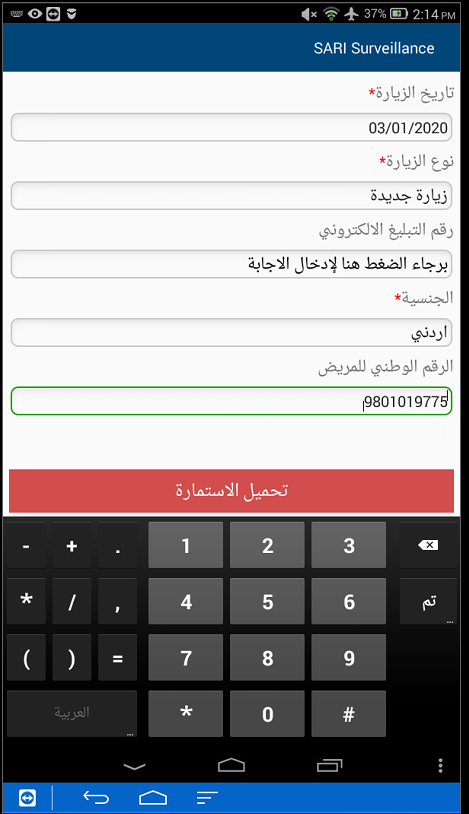 37% 2:14 PM
SARI Surveillance
تاريخ الزيارة*
03/01/2020
نوع الزيارة*
زيارة جديدة
رقم التبليغ الالكتروني
برجاء الضغط هنا لإدخال الاجابة
الجنسية*
اردني
الرقم الوطني للمريض
9801019775
تحميل الاستمارة
- + . 1 2 3
* / , 4 5 6 تم ...
( ) = 7 8 9
العربية ... * 0 #